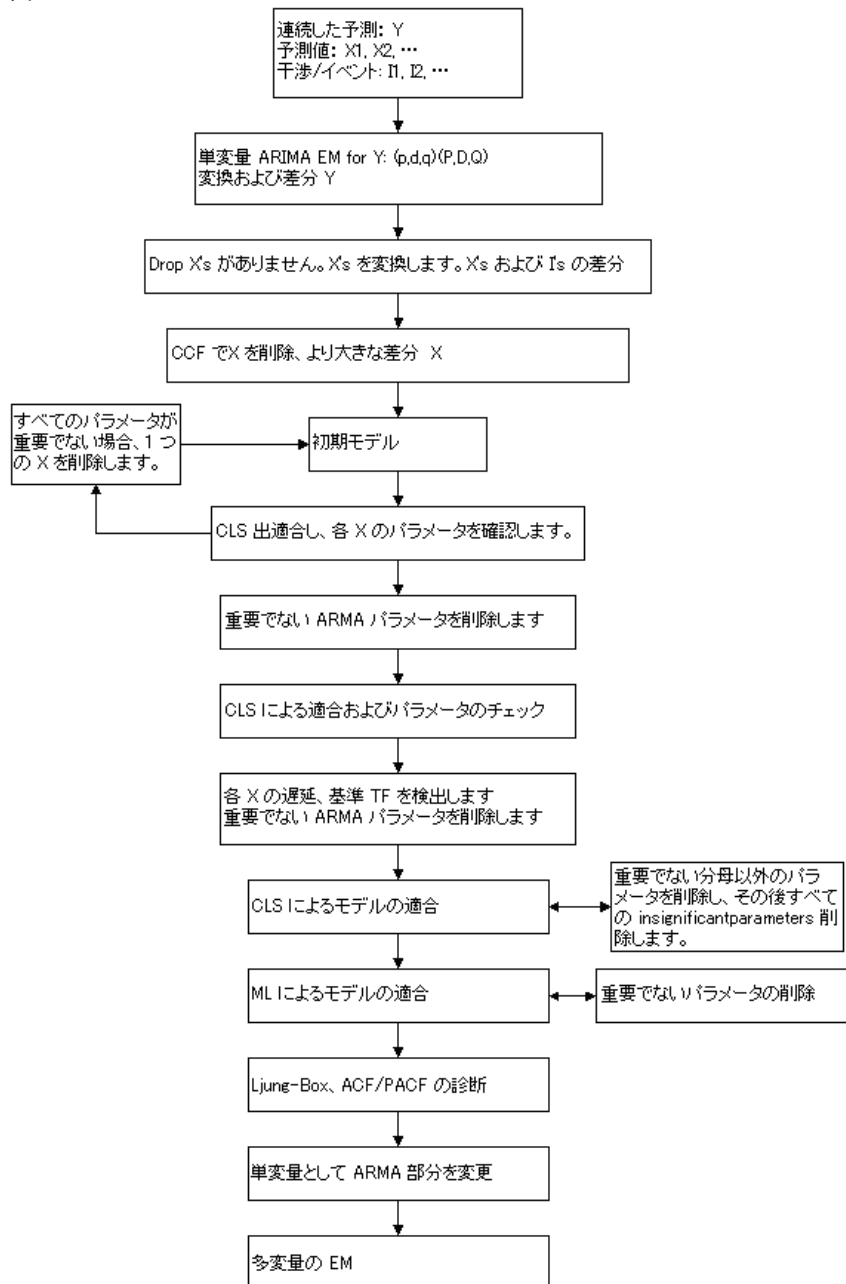 連続した予測: Y
予測値: X1, X2, …
干渉/イベント: I1, I2, …
単変量 ARIMA EM for Y: (p,d,q)(P,D,Q)
変換および差分 Y
Drop X's がありません。X's を変換します。X's および I's の差分
CCF でX を削除、より大きな差分 X
すべてのパラメータが
重要でない場合、1 つ
の X を削除します。
初期モデル
CLS 出適合し、各 X のパラメータを確認します。
重要でない ARMA パラメータを削除します
CLS による適合およびパラメータのチェック
各 X の遅延、基準 TF を検出します
重要でない ARMA パラメータを削除します
重要でない分母以外のパラ
メータを削除し、その後すべて
の insignificantparameters 削
除します。
CLS によるモデルの適合
ML によるモデルの適合
重要でないパラメータの削除
Ljung-Box、ACF/PACF の診断
単変量として ARMA 部分を変更
多変量の EM